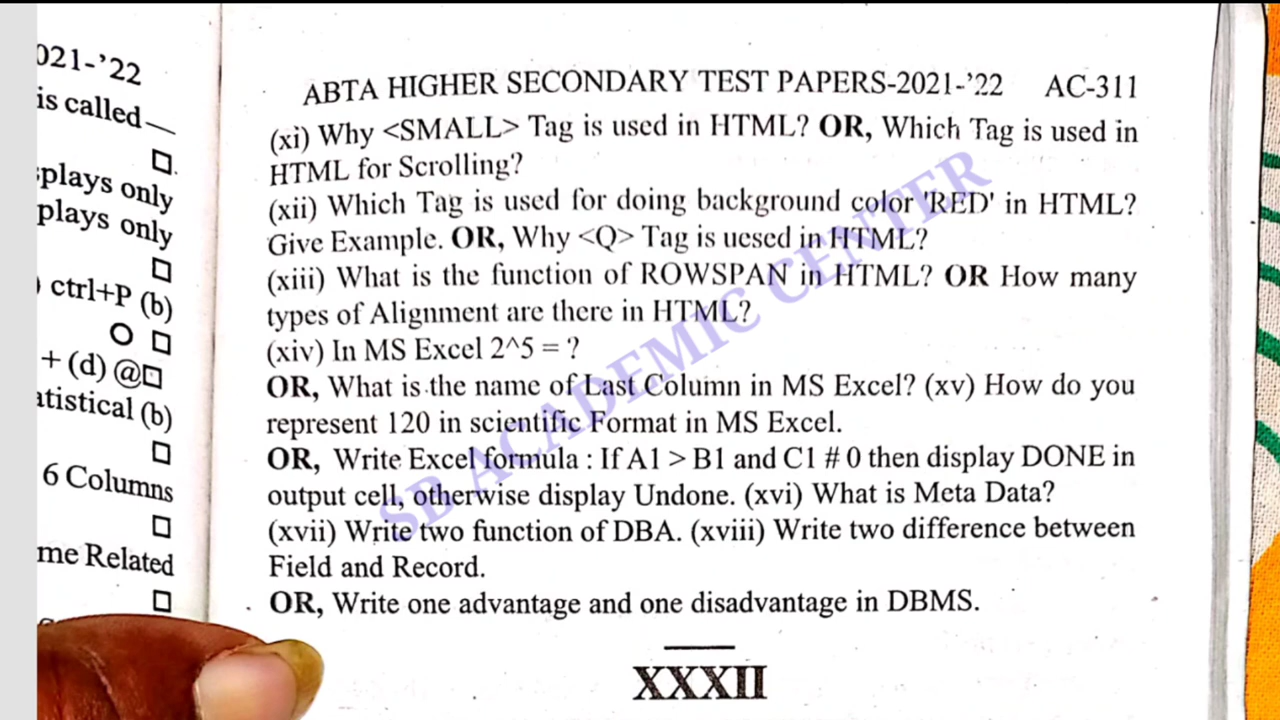 021-'22
is called—
plays only
plays only
ctrl+P (b)
+ (d) @
atistical (b)
6 Columns
me Related
ABTA HIGHER SECONDARY TEST PAPERS-2021-'22 AC-311
(xi) Why <SMALL> Tag is used in HTML? OR, Which Tag is used in
HTML for Scrolling?
(xii) Which Tag is used for doing background color 'RED' in HTML?
Give Example. OR, Why <Q> Tag is uesed in HTML?
(xiii) What is the function of ROWSPAN in HTML? OR How many
types of Alignment are there in HTML?
(xiv) In MS Excel 2^5 = ?
OR, What is the name of Last Column in MS Excel? (xv) How do you
represent 120 in scientific Format in MS Excel.
OR, Write Excel formula : If A1 > B1 and C1 # 0 then display DONE in
output cell, otherwise display Undone. (xvi) What is Meta Data?
(xvii) Write two function of DBA. (xviii) Write two difference between
Field and Record.
OR, Write one advantage and one disadvantage in DBMS.
XXXII
SB ACADEMIC CENTER